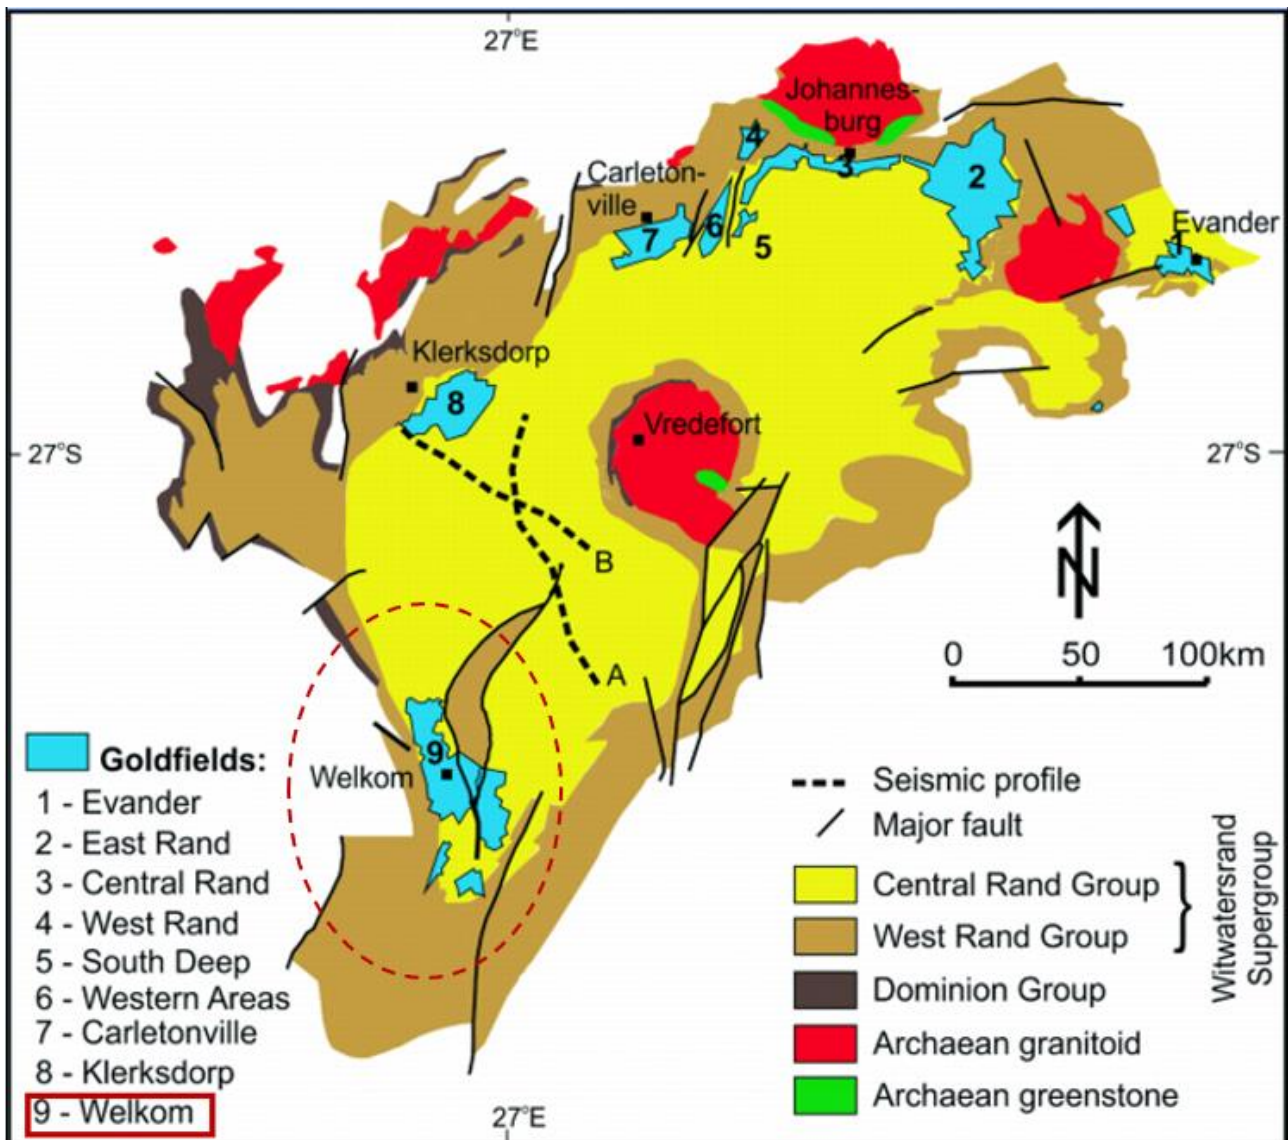 27°E
Johannes-
burg
4
3
2
Carleton-
ville
7
6
5
Evander
1
Klerksdorp
8
Vredefort
27°S
27°S
B
A
N
0 50 100km
9
Welkom
Goldfields:
1 - Evander
2 - East Rand
3 - Central Rand
4 - West Rand
5 - South Deep
6 - Western Areas
7 - Carletonville
8 - Klerksdorp
9 - Welkom
Seismic profile
Major fault
Central Rand Group
West Rand Group
Witwatersrand
Supergroup
Dominion Group
Archaean granitoid
Archaean greenstone
27°E